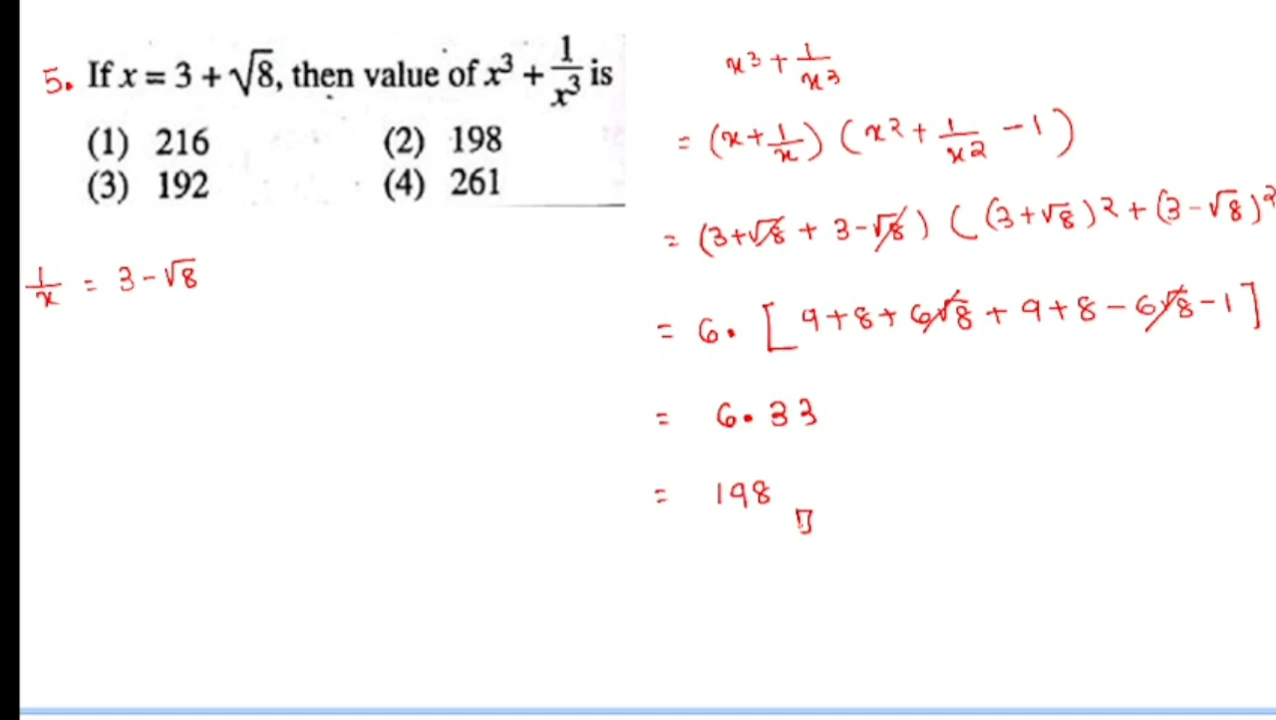 5. If x = 3 + √8, then value of x³ + 1/x³ is
(1) 216 (2) 198
(3) 192 (4) 261
1/x = 3 - √8
x³ + 1/x³
= (x + 1/x) (x² + 1/x² - 1)
= (3+√8 + 3-√8) ((3+√8)² + (3-√8)²
= 6 · [9+8+6√8 + 9+8-6√8-1]
= 6 · 33
= 198